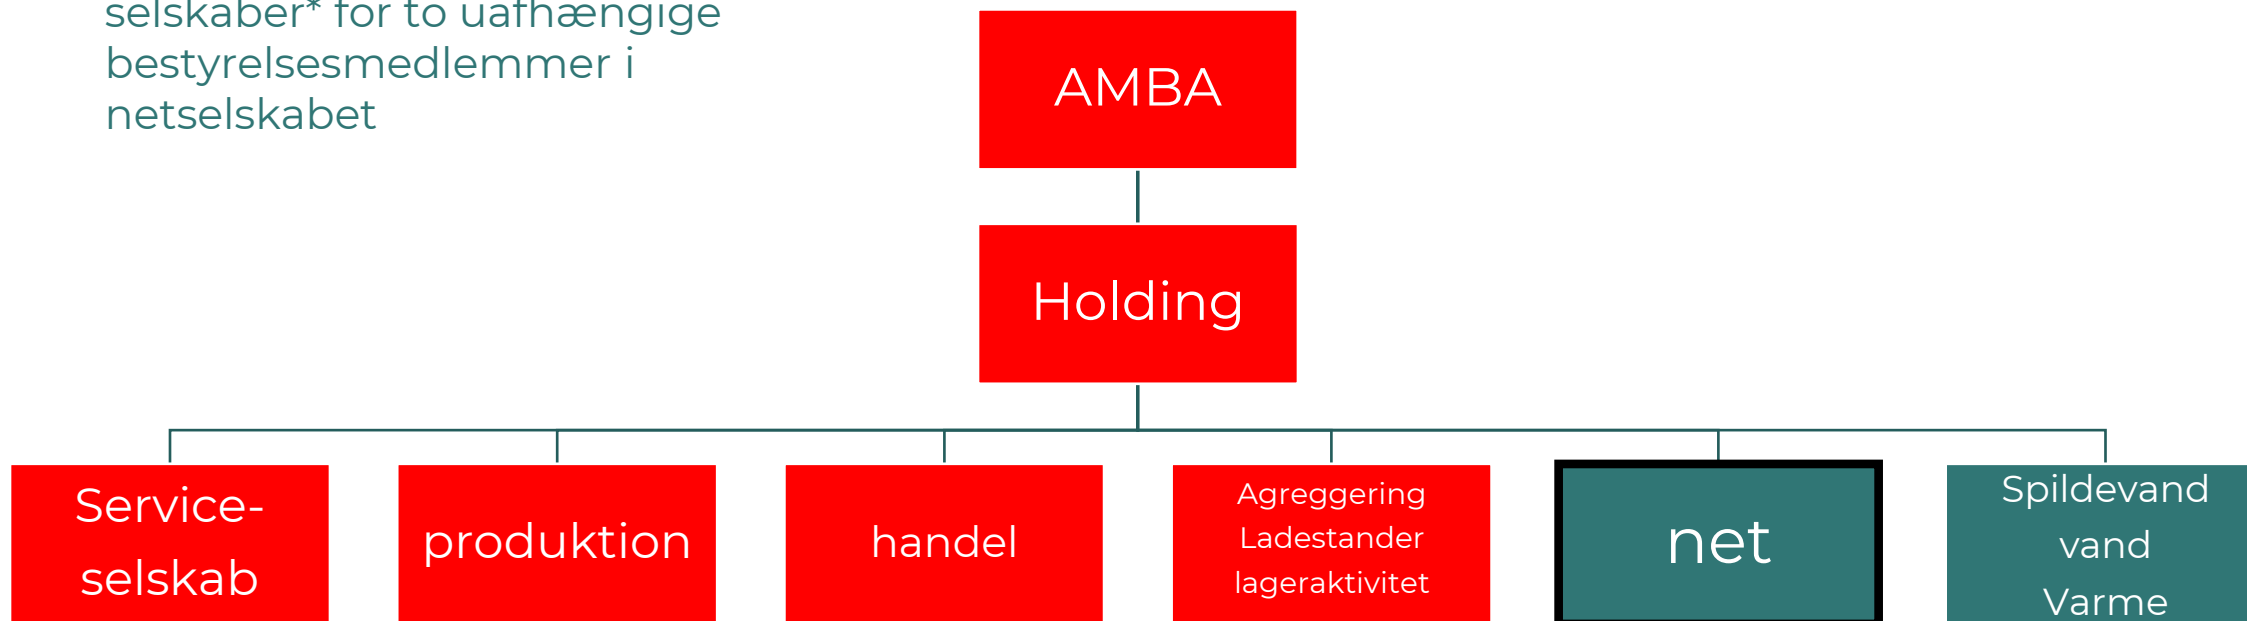 selskaber* for to uafhængige
bestyrelsesmedlemmer i
netselskabet
AMBA
Holding
Service-
selskab
produktion
handel
Agreggering
Ladestander
lageraktivitet
net
Spildevand
vand
Varme